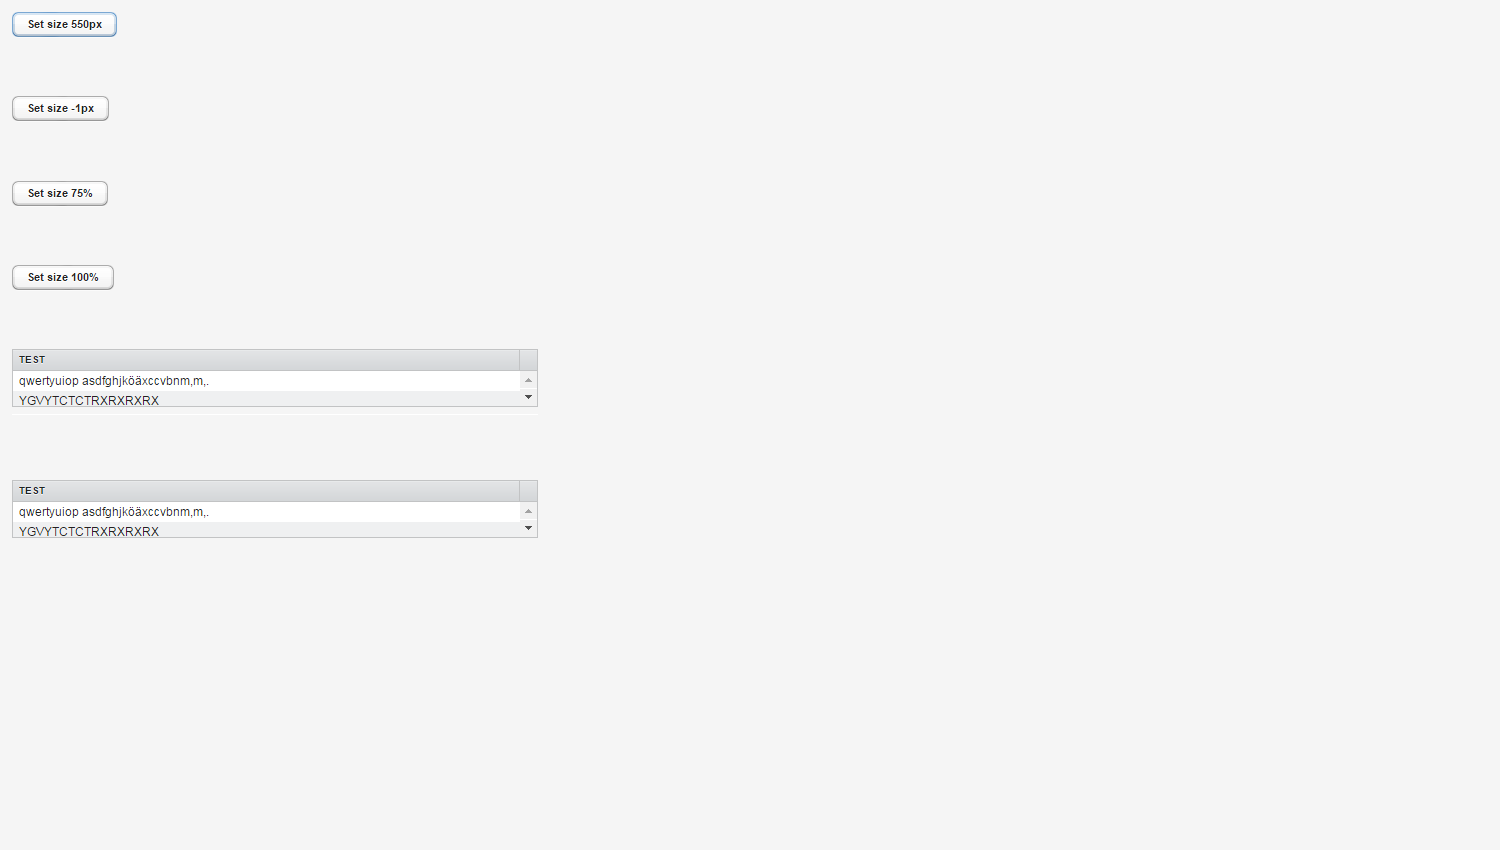 Set size 550px
Set size -1px
Set size 75%
Set size 100%
TEST
qwertyuiop asdfghjköäxccvbnm,m,.
YGVYTCTCTRXRXRXRX
TEST
qwertyuiop asdfghjköäxccvbnm,m,.
YGVYTCTCTRXRXRXRX